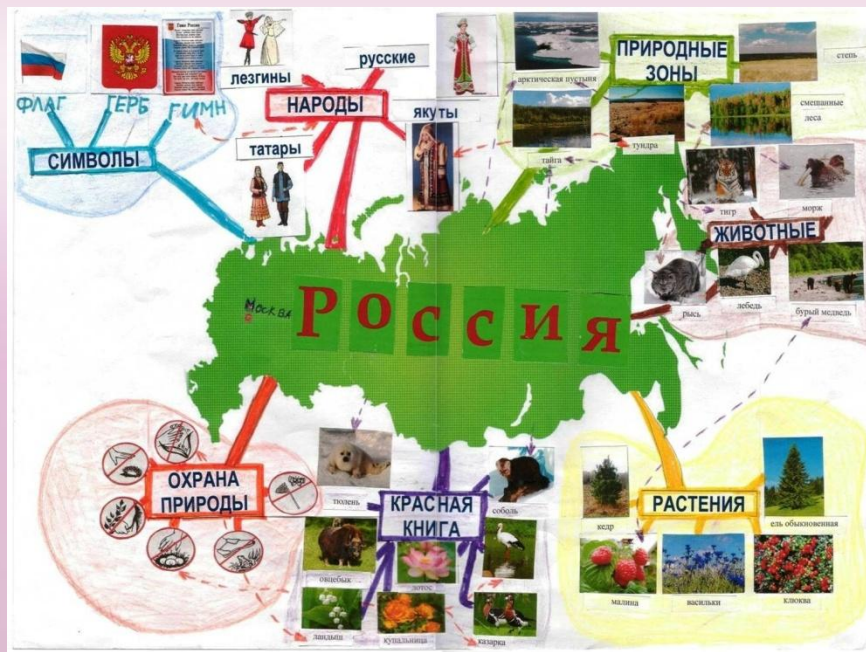 ФЛАГ
ГЕРБ
ГИМН
СИМВОЛЫ
лезгины
русские
НАРОДЫ
татары
якуты
ПРИРОДНЫЕ
ЗОНЫ
арктическая пустыня
степь
тайга
тундра
смешанные
леса
тигр
морж
ЖИВОТНЫЕ
рысь
лебедь
бурый медведь
МОСКВА
Россия
ОХРАНА
ПРИРОДЫ
КРАСНАЯ
КНИГА
тюлень
соболь
овцебык
лотос
ландыш
купальница
казарка
РАСТЕНИЯ
кедр
ель обыкновенная
малина
васильки
клюква